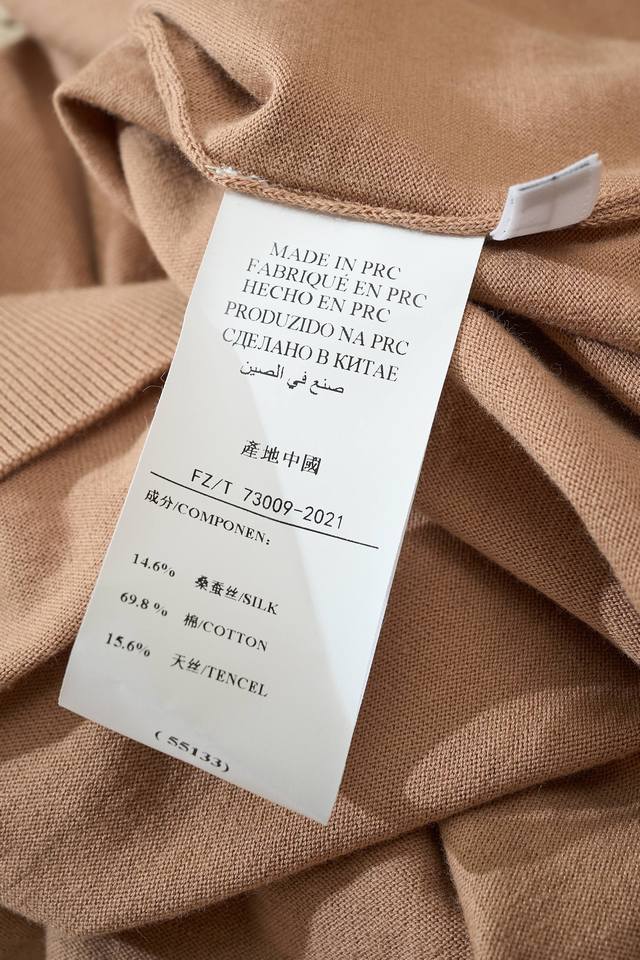 MADE IN PRC
FABRIQUÉ EN PRC
HECHO EN PRC
PRODUZIDO NA PRC
СДЕЛАНО В КИТАЕ
صنع في الصين
產地中國
FZ/T 73009-2021
成分/COMPONEN:
14.6% 桑蚕丝/SILK
69.8% 棉/COTTON
15.6% 天丝/TENCEL
(55133)